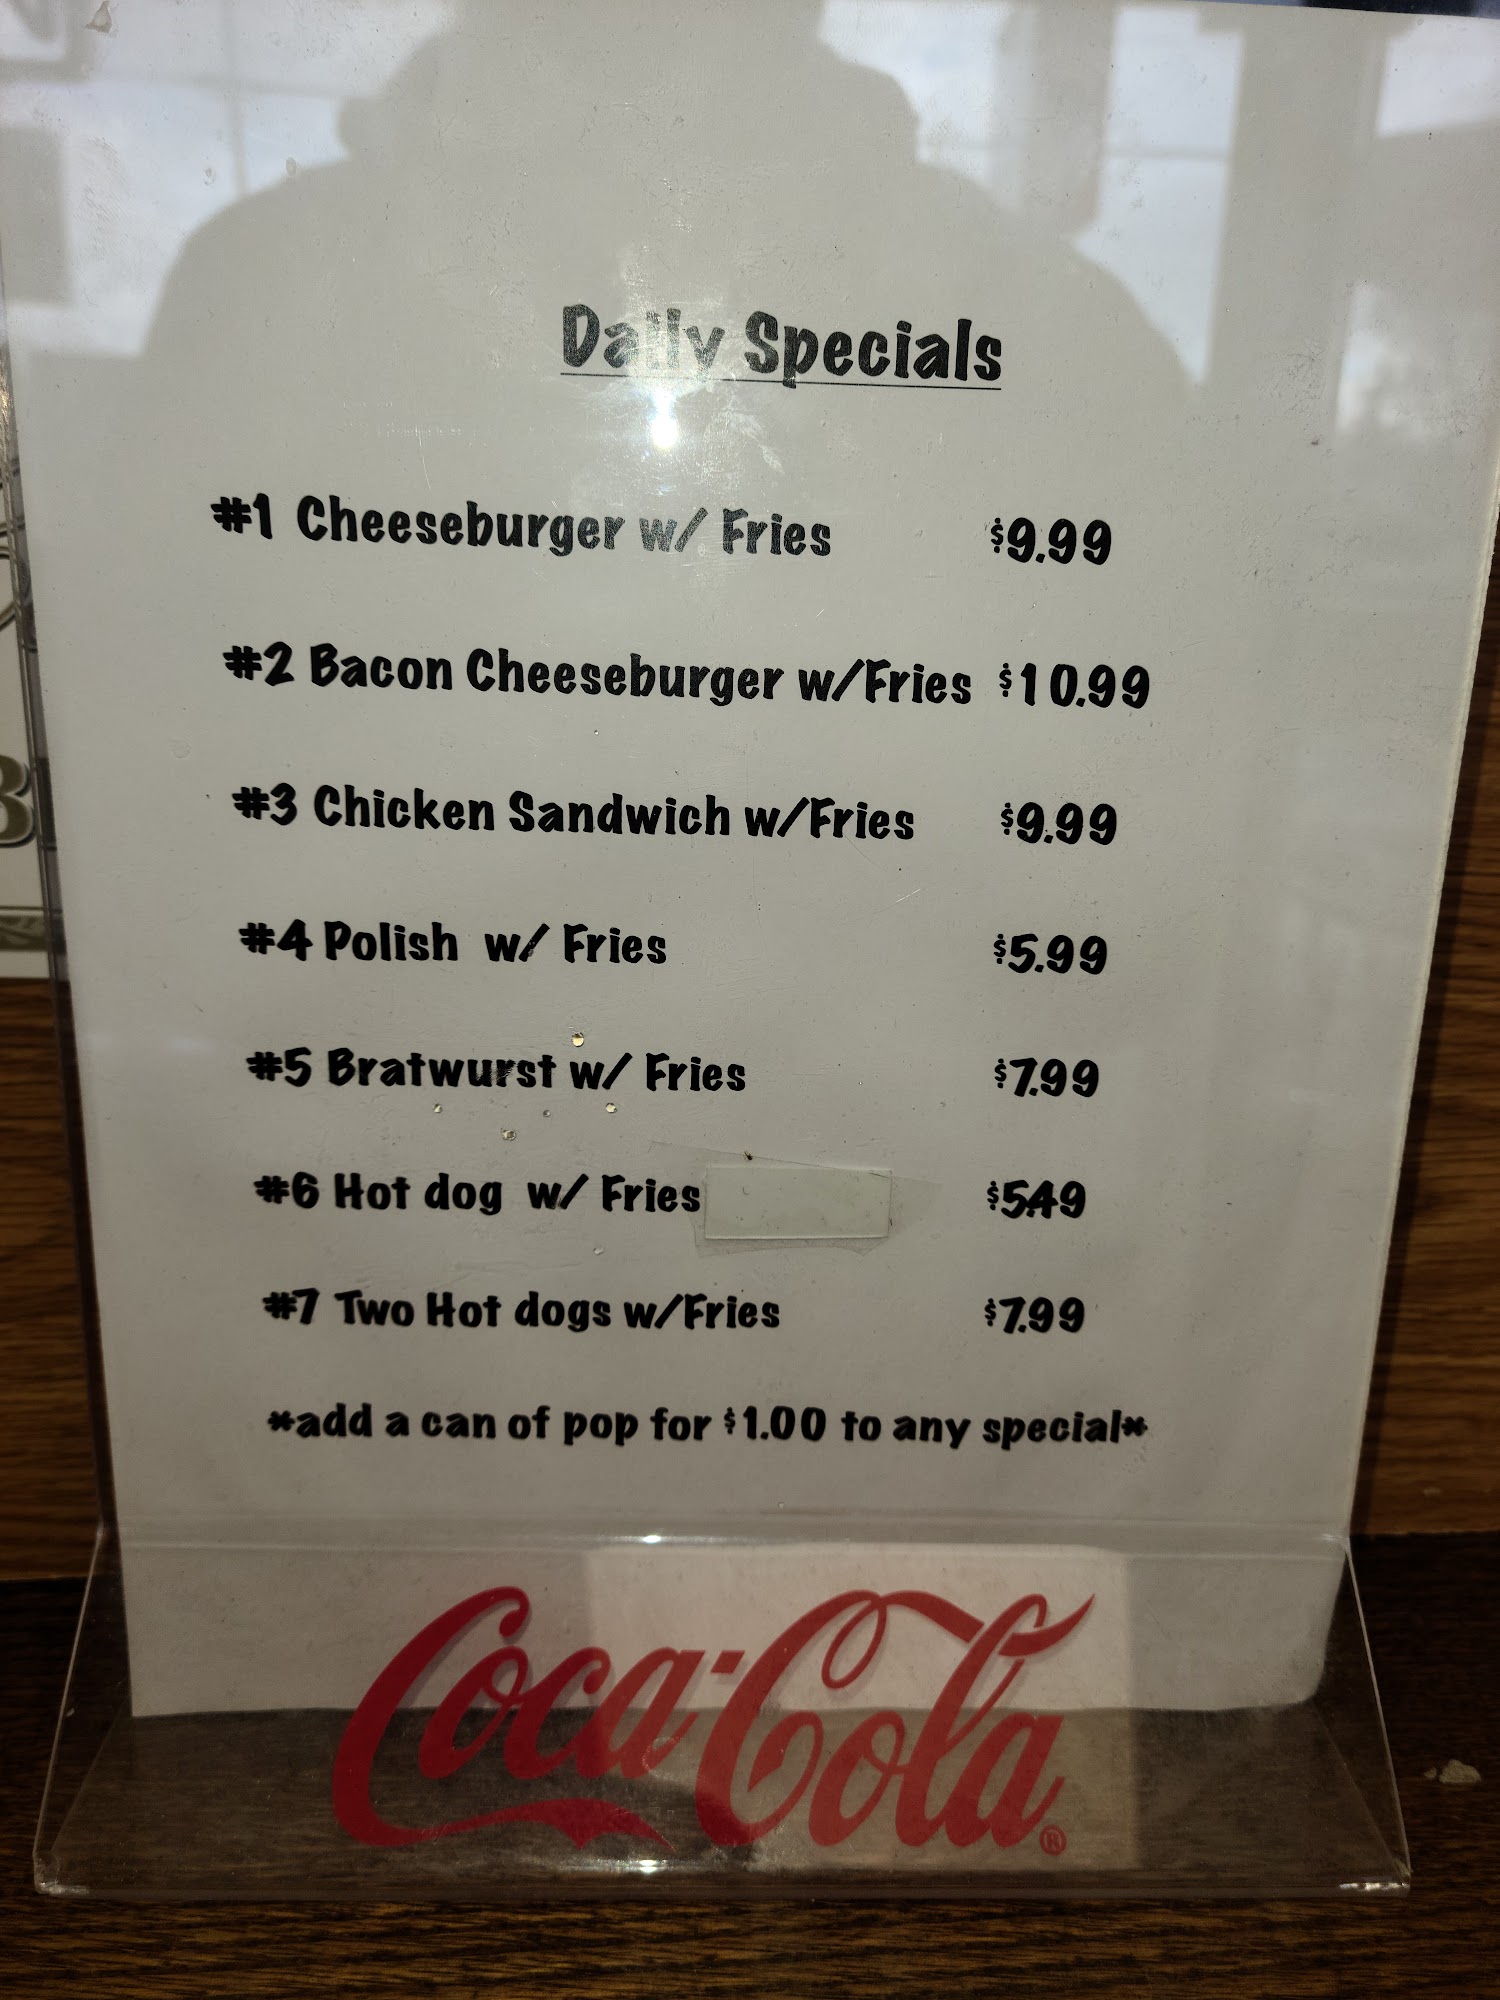 Daily Specials
#1 Cheeseburger w/ Fries $9.99
#2 Bacon Cheeseburger w/Fries $10.99
#3 Chicken Sandwich w/Fries $9.99
#4 Polish w/ Fries $5.99
#5 Bratwurst w/ Fries $7.99
#6 Hot dog w/ Fries $5.49
#7 Two Hot dogs w/Fries $7.99
*add a can of pop for $1.00 to any special*
Coca-Cola®